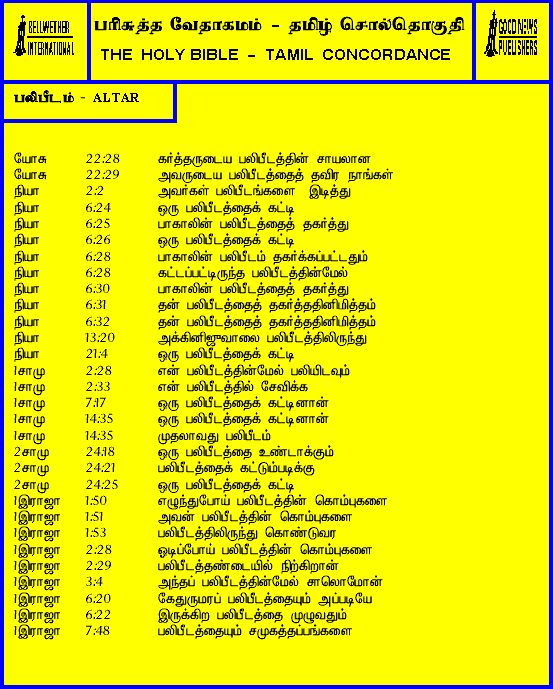 BELLWETHER
INTERNATIONAL
பரிசுத்த வேதாகமம் - தமிழ் சொல்தொகுதி
THE HOLY BIBLE - TAMIL CONCORDANCE
GOOD NEWS
PUBLISHERS
பலிபீடம் - ALTAR
யோசு 22:28 கர்த்தருடைய பலிபீடத்தின் சாயலான
யோசு 22:29 அவருடைய பலிபீடத்தைத் தவிர நாங்கள்
நியா 2:2 அவர்கள் பலிபீடங்களை இடித்து
நியா 6:24 ஒரு பலிபீடத்தைக் கட்டி
நியா 6:25 பாகாலின் பலிபீடத்தைத் தகர்த்து
நியா 6:26 ஒரு பலிபீடத்தைக் கட்டி
நியா 6:28 பாகாலின் பலிபீடம் தகர்க்கப்பட்டதும்
நியா 6:28 கட்டப்பட்டிருந்த பலிபீடத்தின்மேல்
நியா 6:30 பாகாலின் பலிபீடத்தைத் தகர்த்து
நியா 6:31 தன் பலிபீடத்தைத் தகர்த்ததினிமித்தம்
நியா 6:32 தன் பலிபீடத்தைத் தகர்த்ததினிமித்தம்
நியா 13:20 அக்கினிஜுவாலை பலிபீடத்திலிருந்து
நியா 21:4 ஒரு பலிபீடத்தைக் கட்டி
1சாமு 2:28 என் பலிபீடத்தின்மேல் பலியிடவும்
1சாமு 2:33 என் பலிபீடத்தில் சேவிக்க
1சாமு 7:17 ஒரு பலிபீடத்தைக் கட்டினான்
1சாமு 14:35 ஒரு பலிபீடத்தைக் கட்டினான்
1சாமு 14:35 முதலாவது பலிபீடம்
2சாமு 24:18 ஒரு பலிபீடத்தை உண்டாக்கும்
2சாமு 24:21 பலிபீடத்தைக் கட்டும்படிக்கு
2சாமு 24:25 ஒரு பலிபீடத்தைக் கட்டி
1இராஜா 1:50 எழுந்துபோய் பலிபீடத்தின் கொம்புகளை
1இராஜா 1:51 அவன் பலிபீடத்தின் கொம்புகளை
1இராஜா 1:53 பலிபீடத்திலிருந்து கொண்டுவர
1இராஜா 2:28 ஓடிப்போய் பலிபீடத்தின் கொம்புகளை
1இராஜா 2:29 பலிபீடத்தண்டையில் நிற்கிறான்
1இராஜா 3:4 அந்தப் பலிபீடத்தின்மேல் சாலொமோன்
1இராஜா 6:20 கேதுருமரப் பலிபீடத்தையும் அப்படியே
1இராஜா 6:22 இருக்கிற பலிபீடத்தை முழுவதும்
1இராஜா 7:48 பலிபீடத்தையும் சமுகத்தப்பங்களை